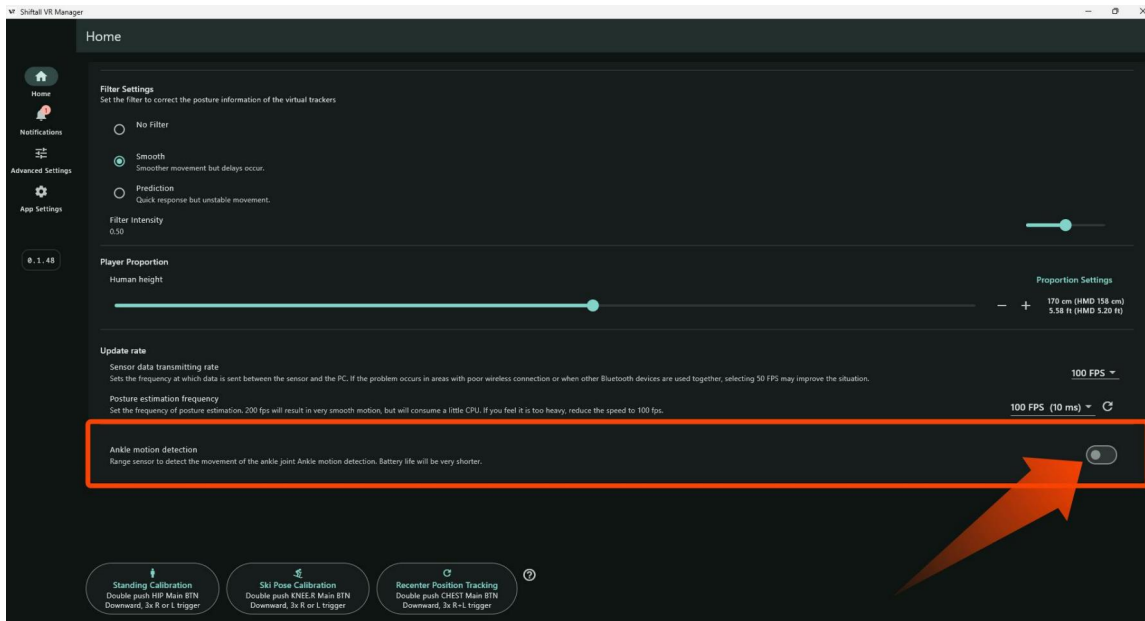 Shiftall VR Manager
Home
Home
1
Notifications
Advanced Settings
App Settings
0.1.48
Filter Settings
Set the filter to correct the posture information of the virtual trackers
No Filter
Smooth
Smoother movement but delays occur.
Prediction
Quick response but unstable movement.
Filter Intensity
0.50
Player Proportion
Human height
Proportion Settings
170 cm (HMD 158 cm)
5.58 ft (HMD 5.20 ft)
Update rate
Sensor data transmitting rate
Sets the frequency at which data is sent between the sensor and the PC. If the problem occurs in areas with poor wireless connection or when other Bluetooth devices are used together, selecting 50 FPS may improve the situation.
100 FPS
Posture estimation frequency
Set the frequency of posture estimation. 200 fps will result in very smooth motion, but will consume a little CPU. If you feel it is too heavy, reduce the speed to 100 fps.
100 FPS (10 ms)
Ankle motion detection
Range sensor to detect the movement of the ankle joint Ankle motion detection. Battery life will be very shorter.
Standing Calibration
Double push HIP Main BTN
Downward, 3x R or L trigger
Ski Pose Calibration
Double push KNEE.R Main BTN
Downward, 3x R or L trigger
Recenter Position Tracking
Double push CHEST Main BTN
Downward, 3x R+L trigger